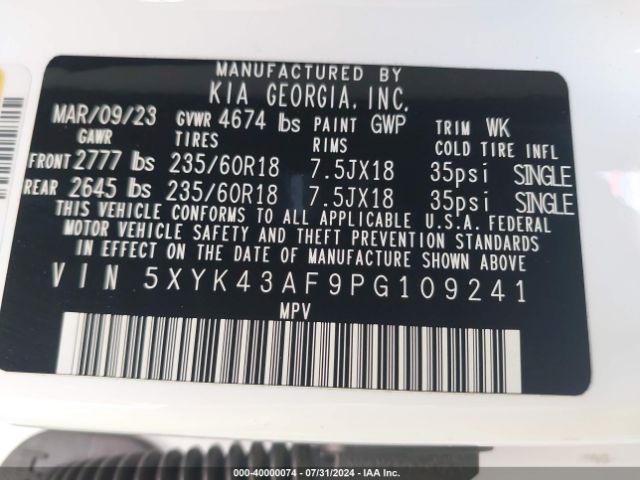 MANUFACTURED BY
KIA GEORGIA, INC.
MAR/09/23 GVWR 4674 lbs PAINT GWP TRIM WK
GAWR TIRES RIMS COLD TIRE INFL
FRONT 2777 lbs 235/60R18 7.5JX18 35psi SINGLE
REAR 2645 lbs 235/60R18 7.5JX18 35psi SINGLE
THIS VEHICLE CONFORMS TO ALL APPLICABLE U.S.A. FEDERAL
MOTOR VEHICLE SAFETY AND THEFT PREVENTION STANDARDS
IN EFFECT ON THE DATE OF MANUFACTURE SHOWN ABOVE.
VIN 5XYK43AF9PG109241
MPV
000-40000074 - 07/31/2024 - IAA Inc.